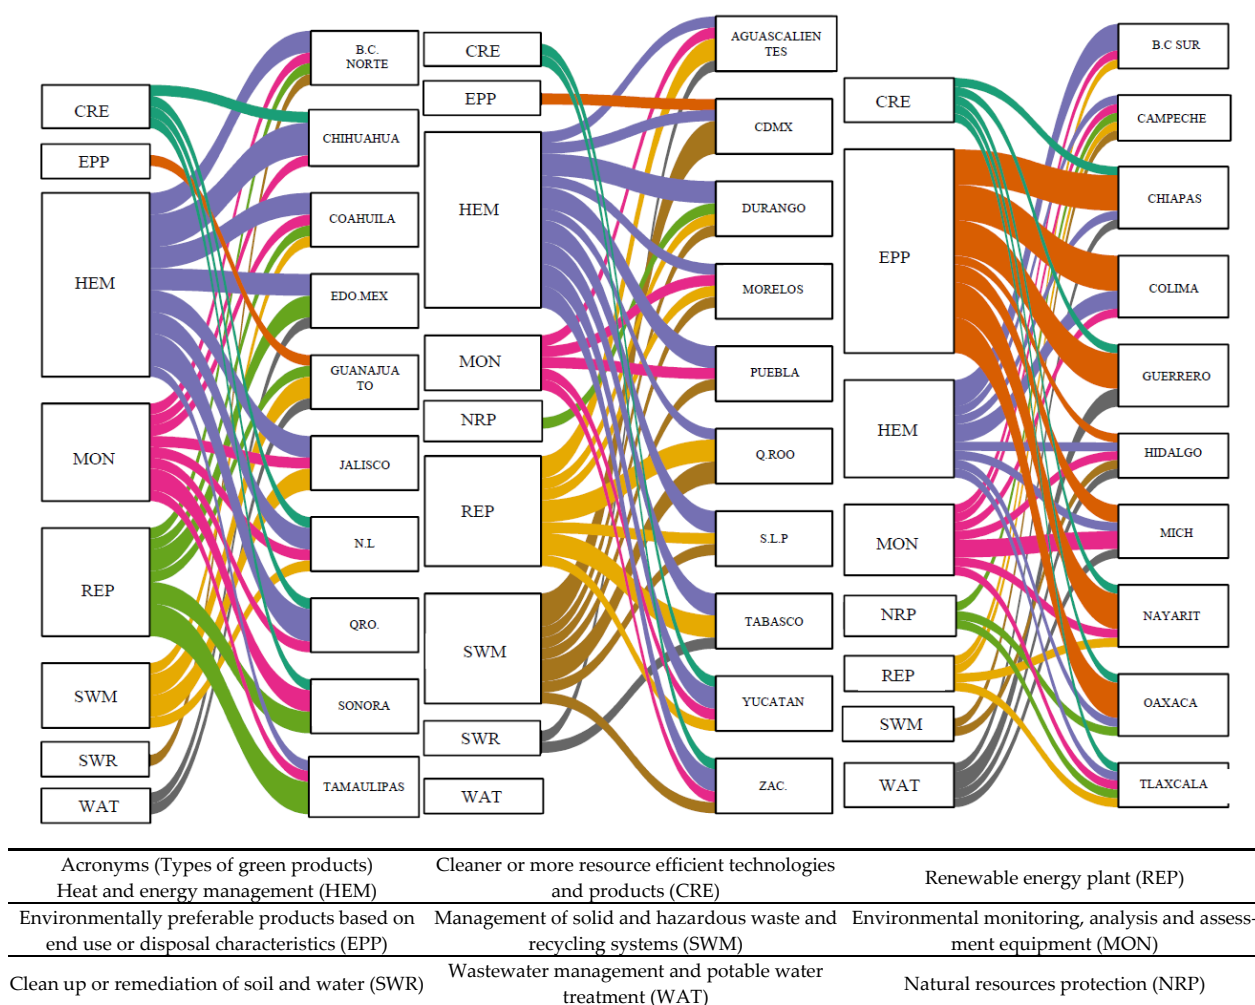 CRE
EPP
HEM
MON
REP
SWM
SWR
WAT
B.C.
NORTE
CHIHUAHUA
COAHUILA
EDO.MEX
GUANAJUA
TO
JALISCO
N.L
QRO.
SONORA
TAMAULIPAS
CRE
EPP
HEM
MON
NRP
REP
SWM
SWR
WAT
AGUASCALIEN
TES
CDMX
DURANGO
MORELOS
PUEBLA
Q.ROO
S.L.P
TABASCO
YUCATAN
ZAC.
CRE
EPP
HEM
MON
NRP
REP
SWM
WAT
B.C SUR
CAMPECHE
CHIAPAS
COLIMA
GUERRERO
HIDALGO
MICH
NAYARIT
OAXACA
TLAXCALA
Acronyms (Types of green products)
Heat and energy management (HEM)
Cleaner or more resource efficient technologies
and products (CRE)
Renewable energy plant (REP)
Environmentally preferable products based on
end use or disposal characteristics (EPP)
Management of solid and hazardous waste and
recycling systems (SWM)
Environmental monitoring, analysis and assess-
ment equipment (MON)
Clean up or remediation of soil and water (SWR)
Wastewater management and potable water
treatment (WAT)
Natural resources protection (NRP)